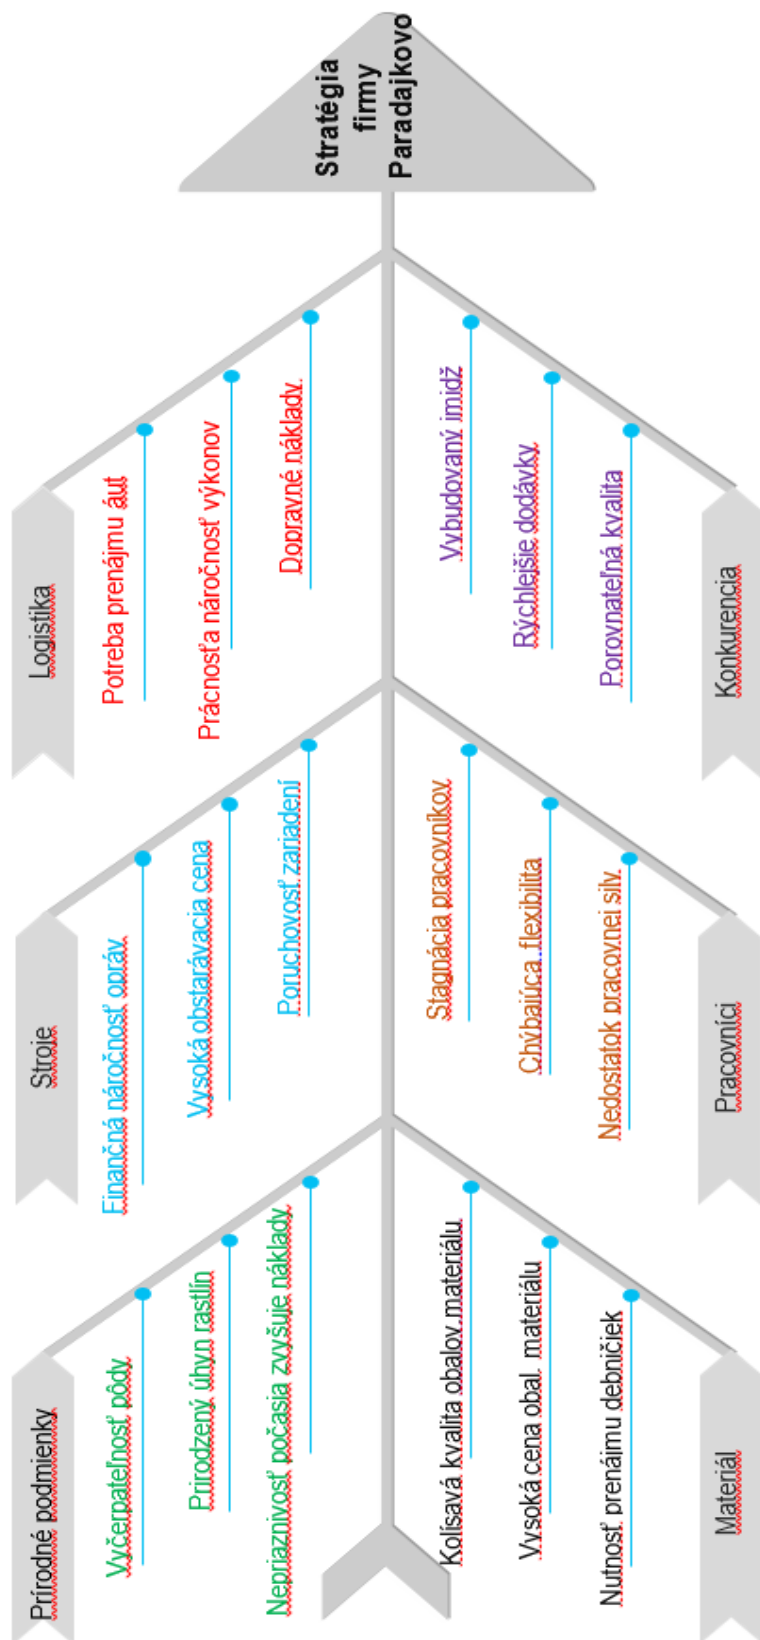 Stratégia
firmy
Paradajkovo
Prírodné podmienky
Vyčerpateľnosť pôdy
Prirodzený úhyn rastlín
Nepriaznivosť počasia zvyšuje náklady
Stroje
Finančná náročnosť opráv
Vysoká obstarávacia cena
Poruchovosť zariadení
Logistika
Potreba prenájmu áut
Prácnosťa náročnosť výkonov
Dopravné náklady
Materiál
Kolísavá kvalita obalov.materiálu
Vysoká cena obal. materiálu
Nutnosť prenájmu debničiek
Pracovníci
Stagnácia pracovníkov
Chýbajúca flexibilita
Nedostatok pracovnej sily
Konkurencia
Vybudovaný imidž
Rýchlejšie dodávky
Porovnateľná kvalita